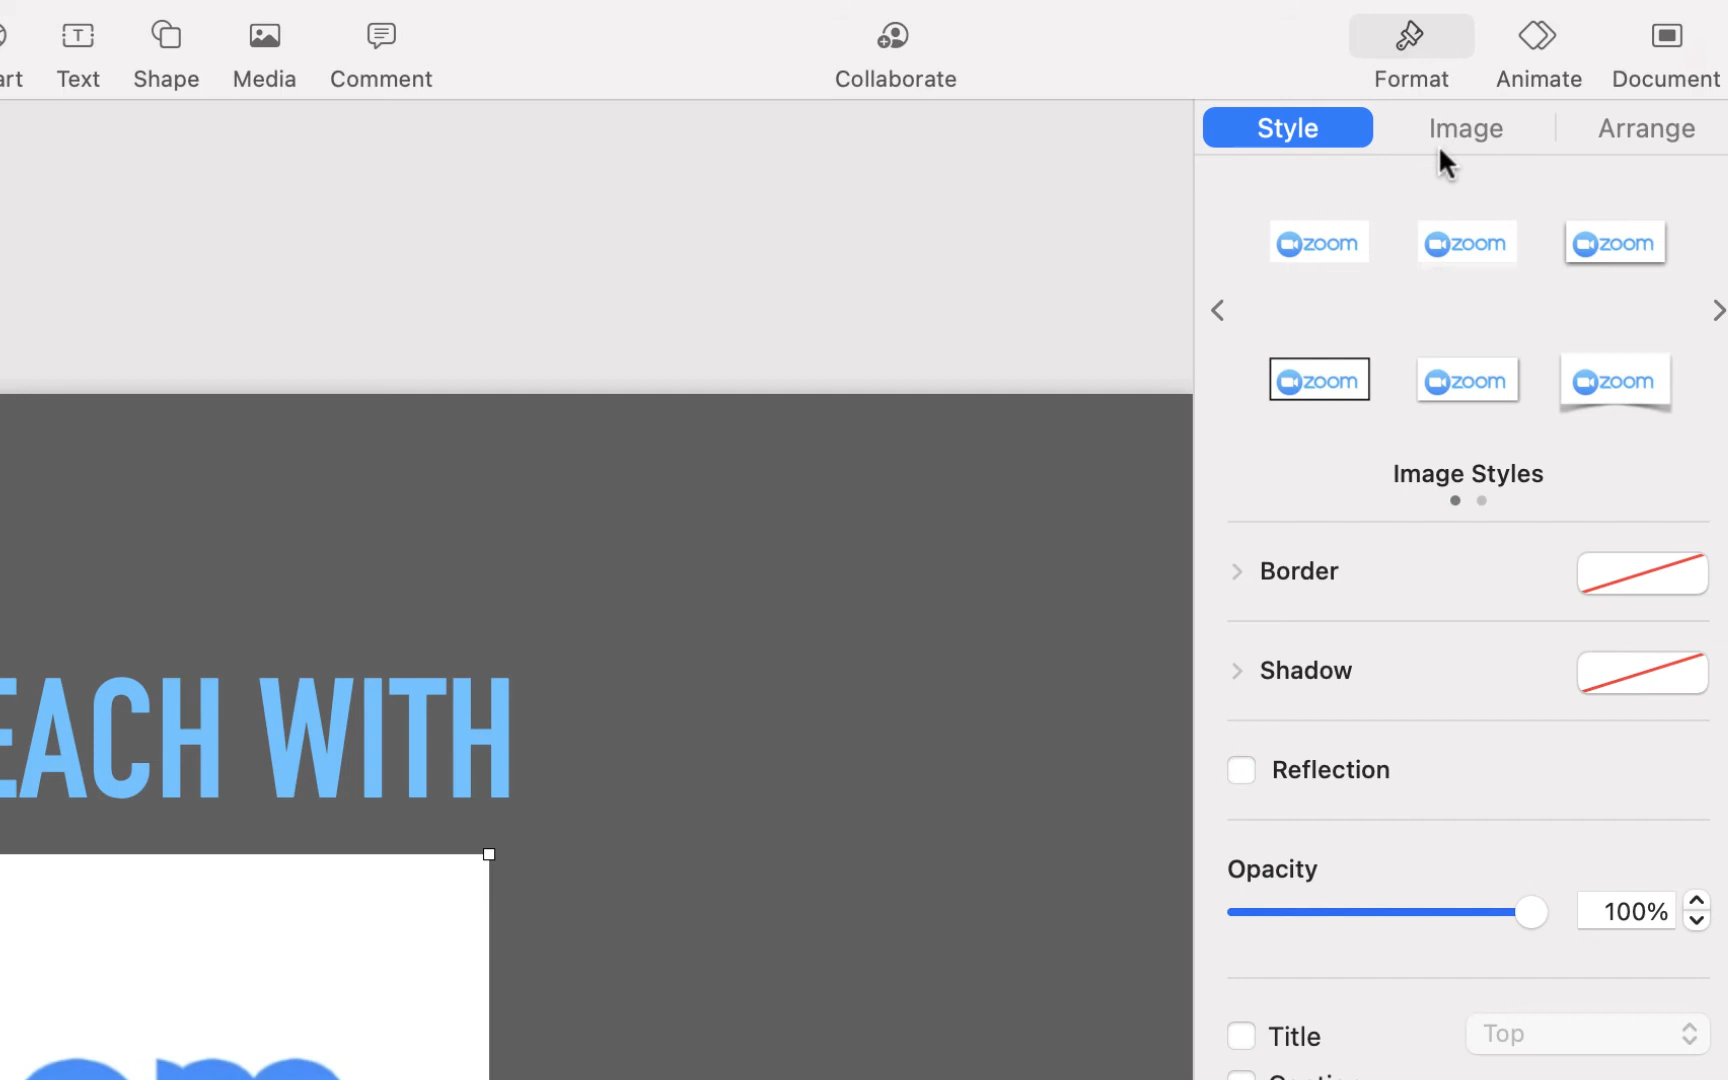 Text
Shape
Media
Comment
Collaborate
Format
Animate
Document
Style
Image
Arrange
zoom
zoom
zoom
zoom
zoom
zoom
Image Styles
Border
Shadow
EACH WITH
Reflection
Opacity
100%
Title
Top